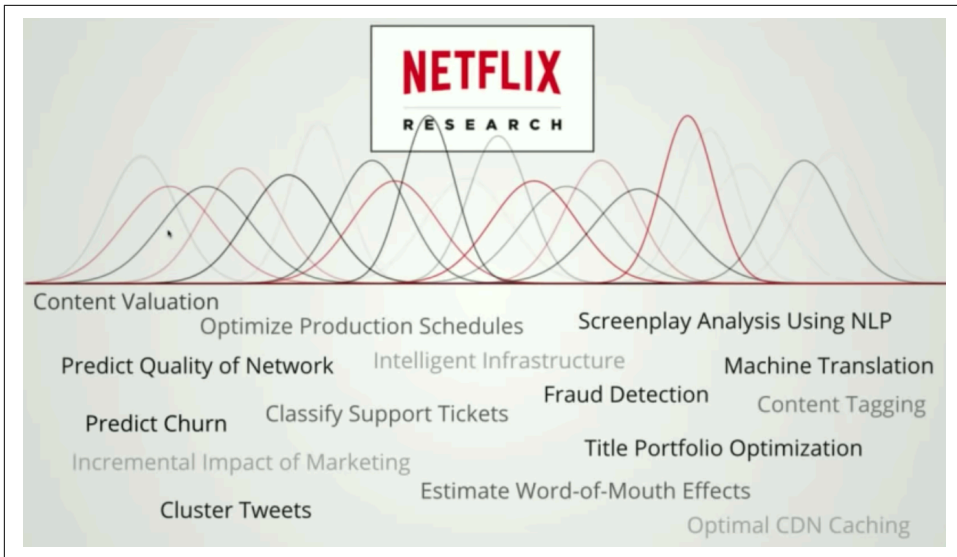 NETFLIX
RESEARCH
Content Valuation
Optimize Production Schedules
Screenplay Analysis Using NLP
Predict Quality of Network
Intelligent Infrastructure
Machine Translation
Fraud Detection
Content Tagging
Classify Support Tickets
Predict Churn
Title Portfolio Optimization
Incremental Impact of Marketing
Estimate Word-of-Mouth Effects
Cluster Tweets
Optimal CDN Caching